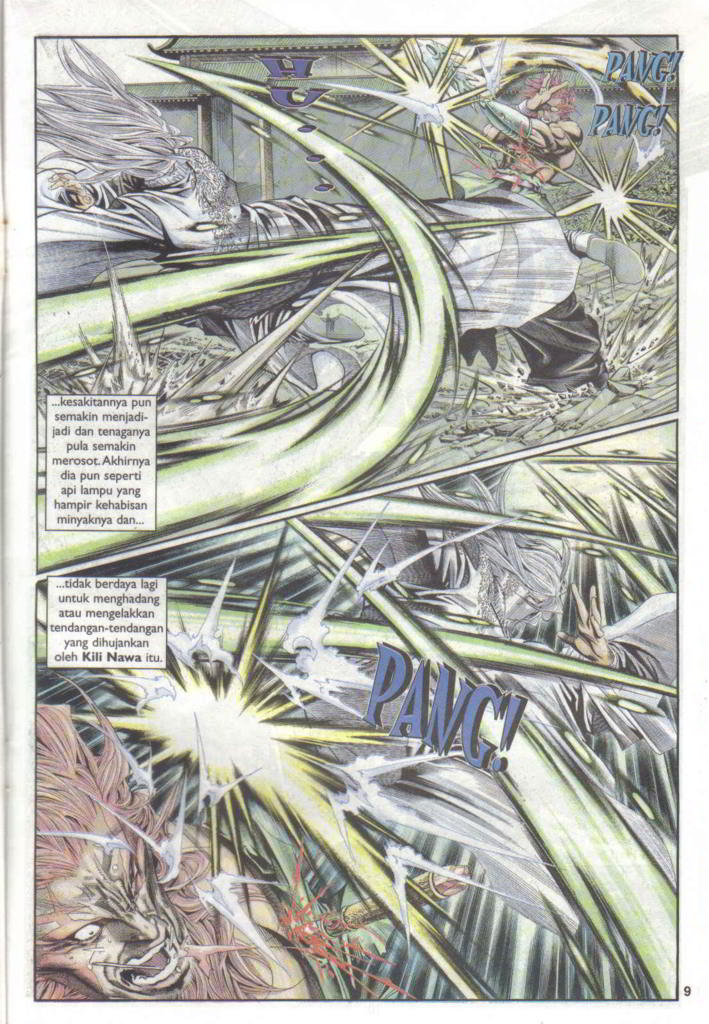 HU...
PANG!
PANG!
...kesakitannya pun
semakin menjadi-
jadi dan tenaganya
pula semakin
merosot. Akhirnya
dia pun seperti
api lampu yang
hampir kehabisan
minyaknya dan...
...tidak berdaya lagi
untuk menghadang
atau mengelakkan
tendangan-tendangan
yang dihujankan
oleh Kili Nawa itu.
PANG!
9